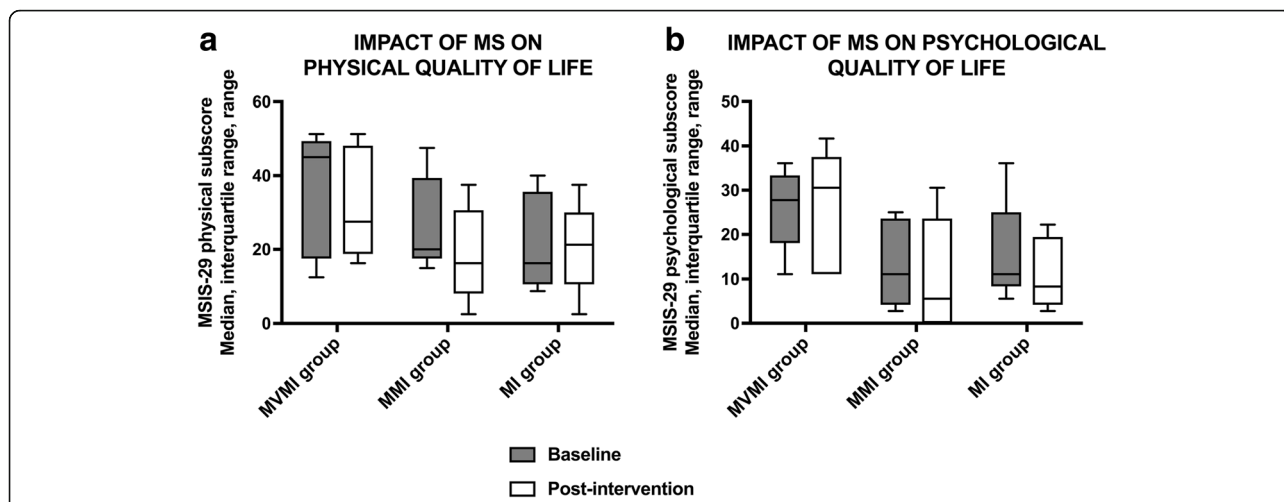 a
IMPACT OF MS ON
PHYSICAL QUALITY OF LIFE
MSIS-29 physical subscore
Median, interquartile range, range
60
40
20
0
MVMI group
MMI group
MI group
b
IMPACT OF MS ON PSYCHOLOGICAL
QUALITY OF LIFE
MSIS-29 psychological subscore
Median, interquartile range, range
50
40
30
20
10
0
MVMI group
MMI group
MI group
Baseline
Post-intervention